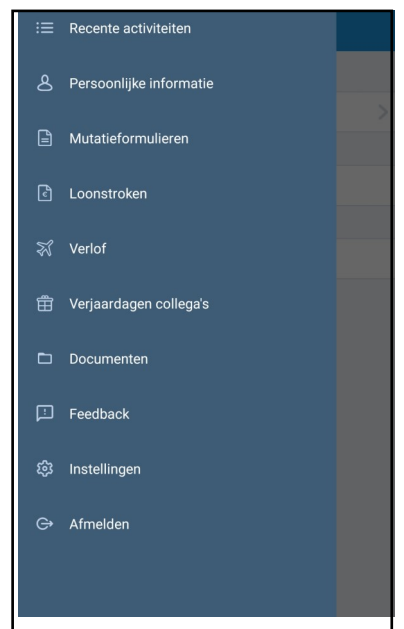 Recente activiteiten
Persoonlijke informatie
Mutatieformulieren
Loonstroken
Verlof
Verjaardagen collega's
Documenten
Feedback
Instellingen
Afmelden